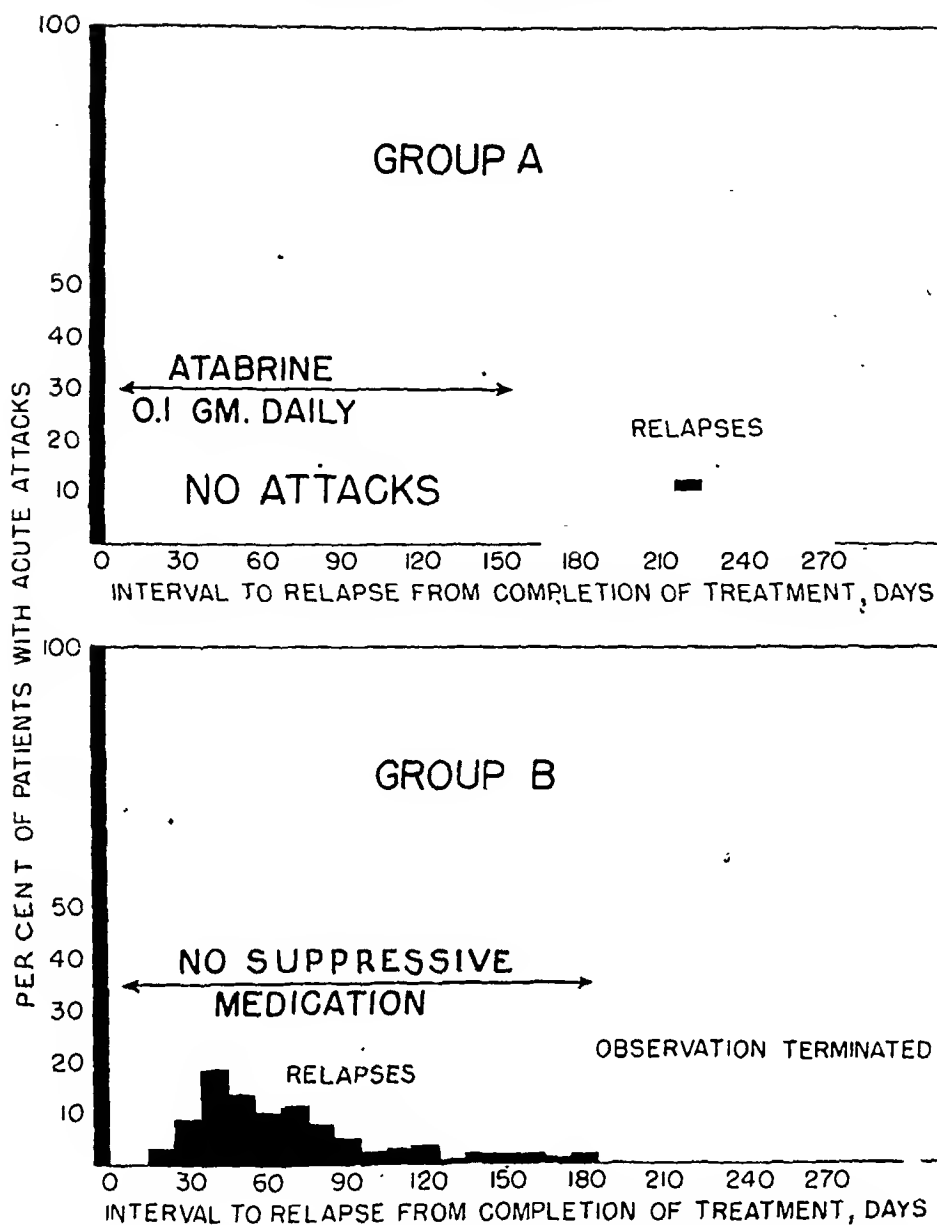 100
GROUP A
50
40
ATABRINE
30
0.1 GM. DAILY
20
RELAPSES
10
NO ATTACKS
0 30 60 90 120 150 180 210 240 270
INTERVAL TO RELAPSE FROM COMPLETION OF TREATMENT, DAYS
PER CENT OF PATIENTS WITH ACUTE ATTACKS
100
GROUP B
50
40
NO SUPPRESSIVE
30
MEDICATION
20
OBSERVATION TERMINATED
RELAPSES
10
0 30 60 90 120 150 180 210 240 270
INTERVAL TO RELAPSE FROM COMPLETION OF TREATMENT, DAYS